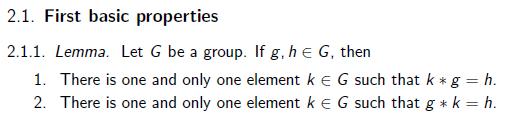 2.1. First basic properties
2.1.1. Lemma. Let G be a group. If g, h ∈ G, then
1. There is one and only one element k ∈ G such that k ∗ g = h.
2. There is one and only one element k ∈ G such that g ∗ k = h.